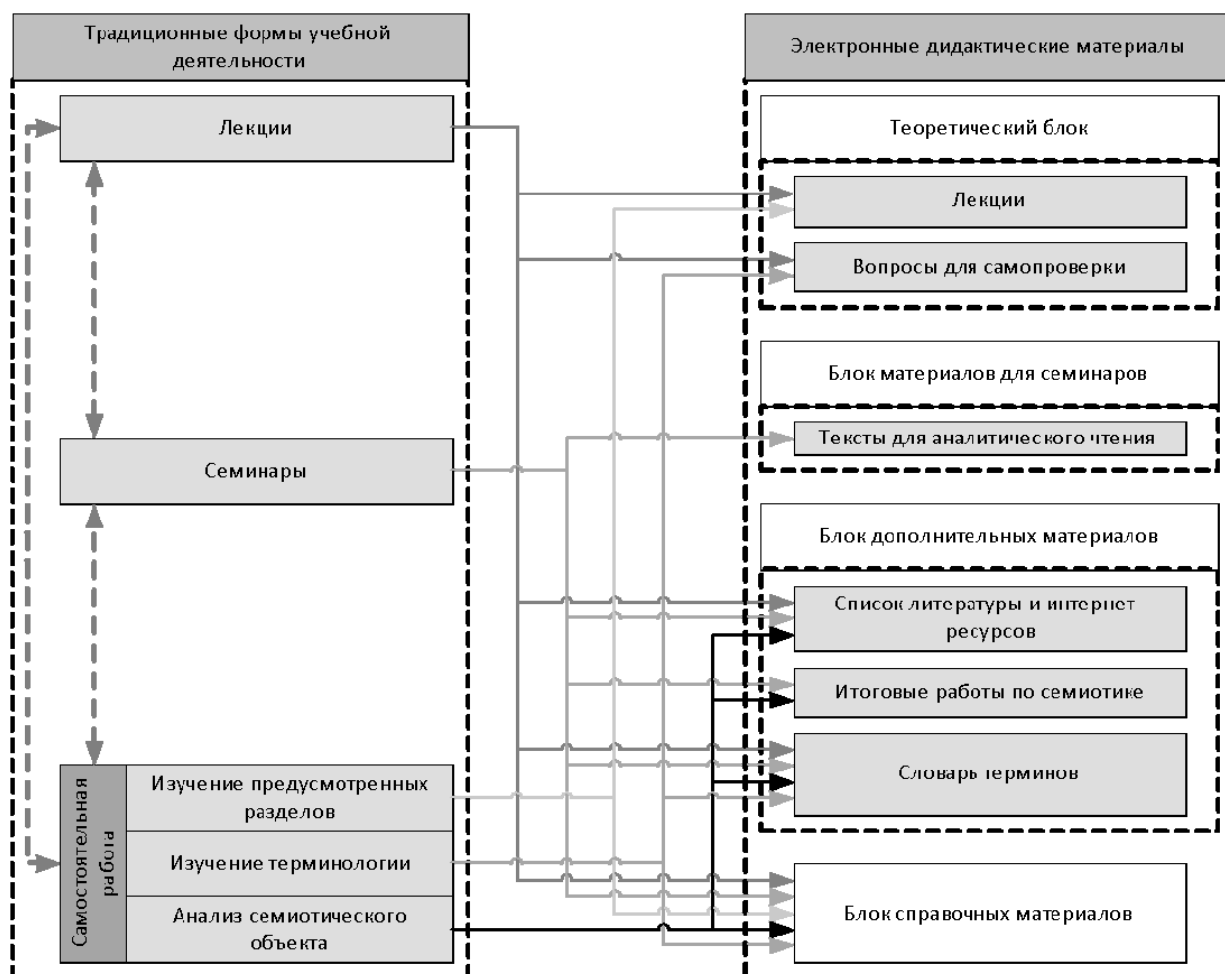 Традиционные формы учебной
деятельности
Лекции
Семинары
Самостоятельная
работа
Изучение предусмотренных
разделов
Изучение терминологии
Анализ семиотического
объекта
Электронные дидактические материалы
Теоретический блок
Лекции
Вопросы для самопроверки
Блок материалов для семинаров
Тексты для аналитического чтения
Блок дополнительных материалов
Список литературы и интернет
ресурсов
Итоговые работы по семиотике
Словарь терминов
Блок справочных материалов